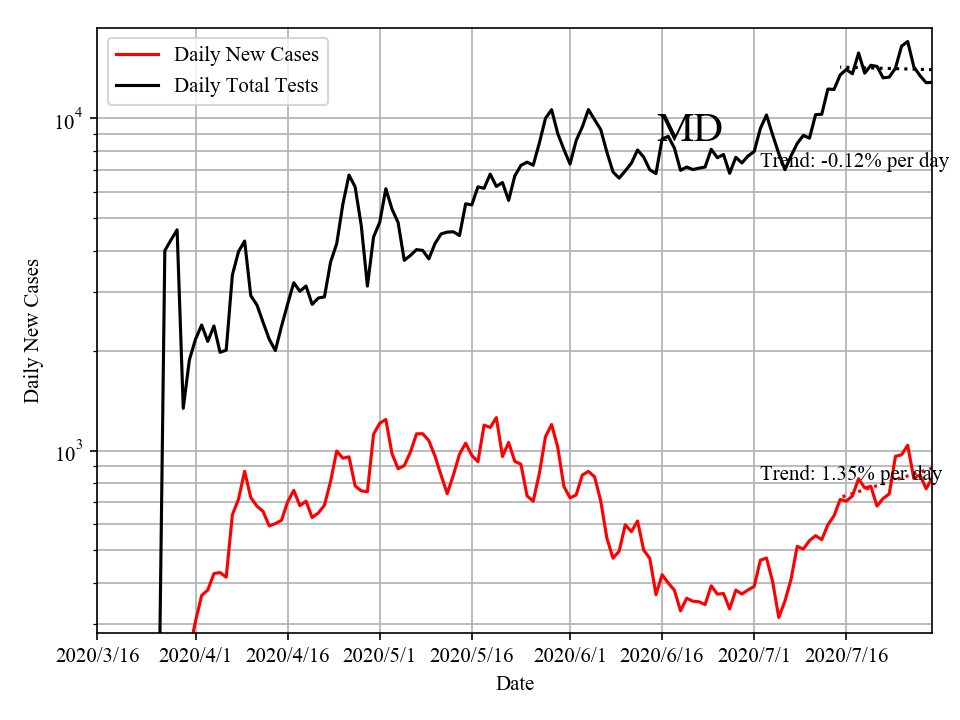 Daily New Cases
Daily Total Tests
MD
Trend: -0.12% per day
Trend: 1.35% per day
10^4
10^3
Daily New Cases
2020/3/16 2020/4/1 2020/4/16 2020/5/1 2020/5/16 2020/6/1 2020/6/16 2020/7/1 2020/7/16
Date